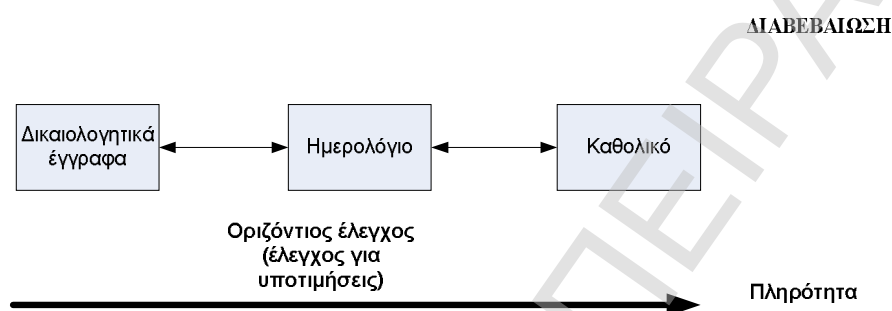 ΔΙΑΒΕΒΑΙΩΣΗ
Δικαιολογητικά
έγγραφα
Ημερολόγιο
Καθολικό
Οριζόντιος έλεγχος
(έλεγχος για
υποτιμήσεις)
Πληρότητα